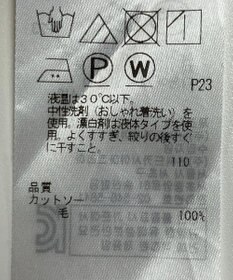 P
W
P23
液温は30℃以下。
中性洗剤（おしゃれ着洗い）を
使用。漂白剤は液体タイプを使
用。よくすすぎ、絞りの後すぐ
に干すこと。
110
品質
カットソー
毛 100%